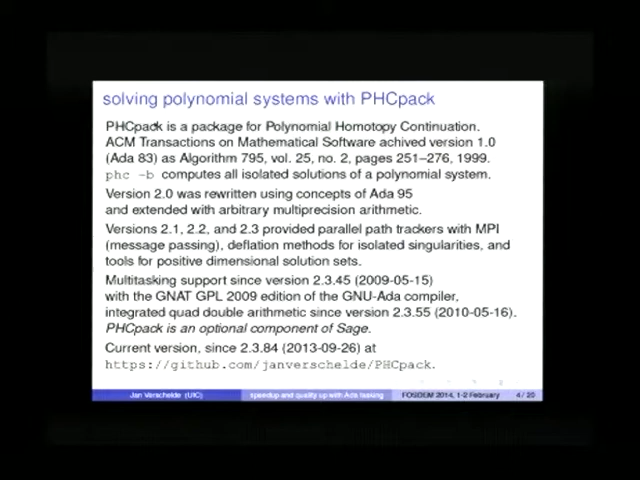 solving polynomial systems with PHCpack
PHCpack is a package for Polynomial Homotopy Continuation.
ACM Transactions on Mathematical Software achived version 1.0
(Ada 83) as Algorithm 795, vol. 25, no. 2, pages 251–276, 1999.
phc -b computes all isolated solutions of a polynomial system.
Version 2.0 was rewritten using concepts of Ada 95
and extended with arbitrary multiprecision arithmetic.
Versions 2.1, 2.2, and 2.3 provided parallel path trackers with MPI
(message passing), deflation methods for isolated singularities, and
tools for positive dimensional solution sets.
Multitasking support since version 2.3.45 (2009-05-15)
with the GNAT GPL 2009 edition of the GNU-Ada compiler,
integrated quad double arithmetic since version 2.3.55 (2010-05-16).
PHCpack is an optional component of Sage.
Current version, since 2.3.84 (2013-09-26) at
https://github.com/janverschelde/PHCpack.
Jan Verschelde (UIC) speedup and quality up with Ada tasking FOSDEM 2014, 1-2 February 4 / 20